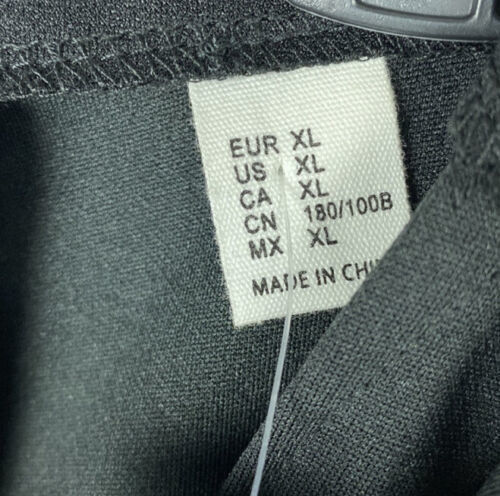 EUR XL
US XL
CA XL
CN 180/100B
MX XL
MADE IN